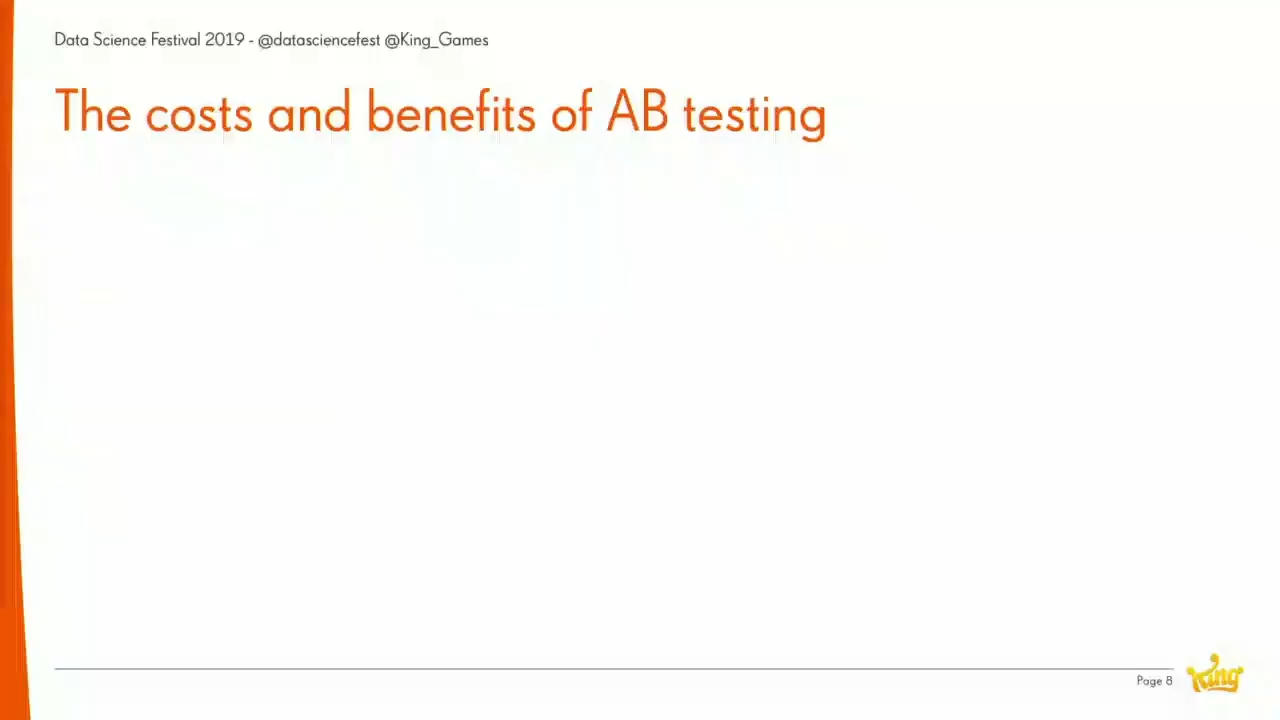 Data Science Festival 2019 - @datasciencefest @King_Games
The costs and benefits of AB testing
Page 8
King